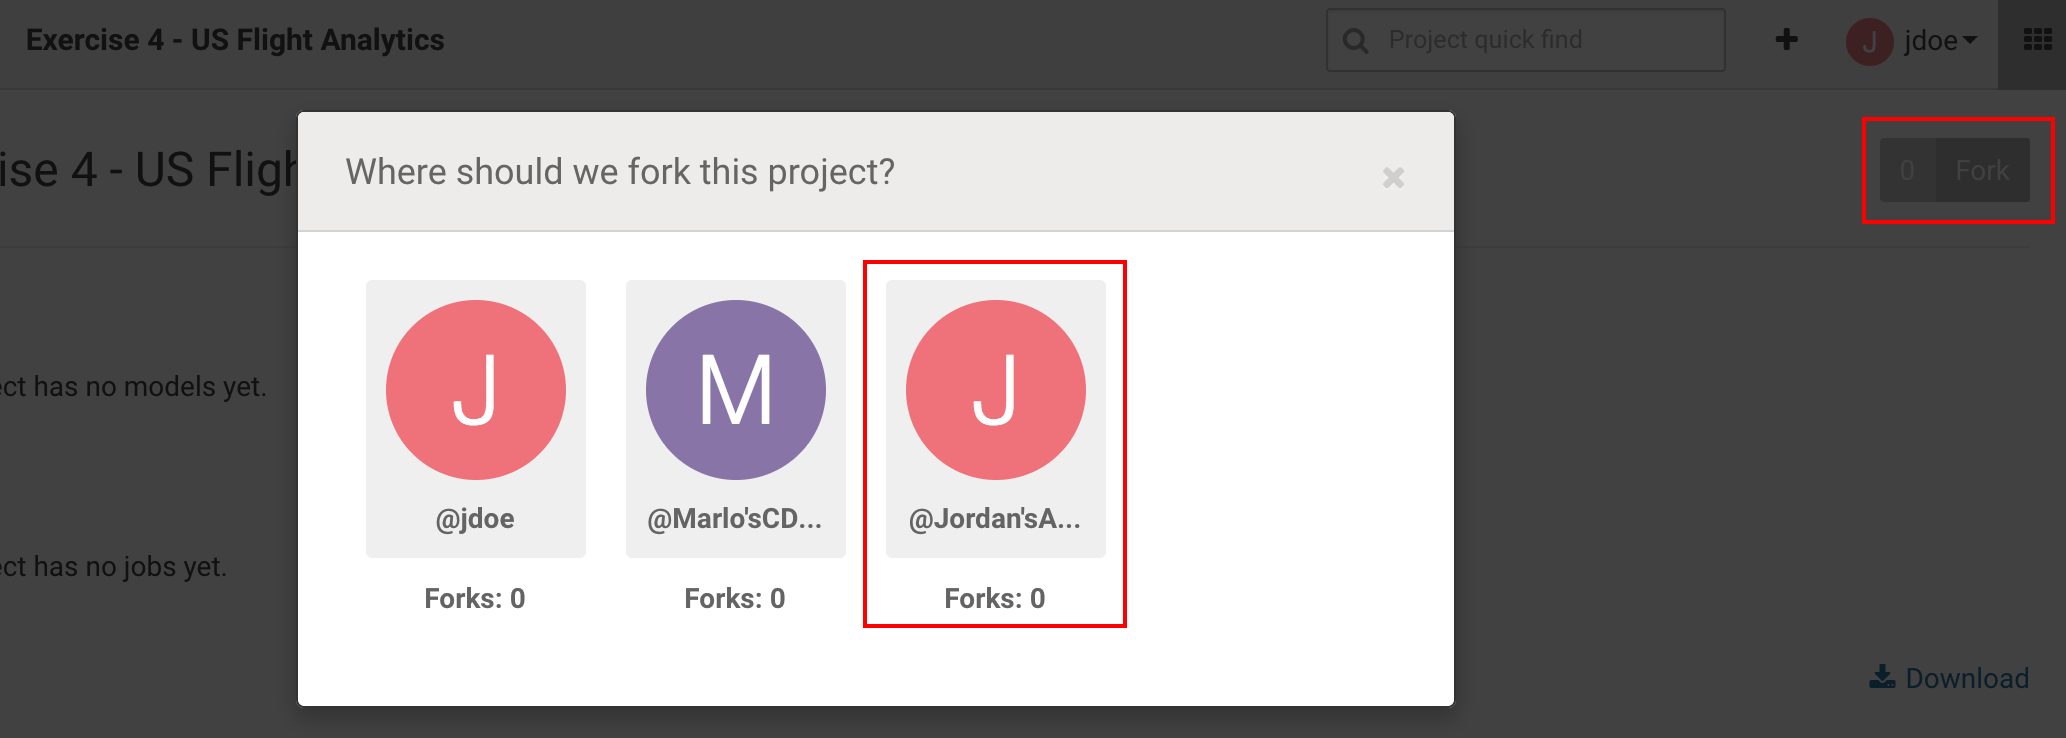 Exercise 4 - US Flight Analytics
Project quick find
J jdoe
ise 4 - US Fligh
0 Fork
Where should we fork this project?
J M J
@jdoe @Marlo'sCD... @Jordan'sA...
Forks: 0 Forks: 0 Forks: 0
ect has no models yet.
ect has no jobs yet.
Download